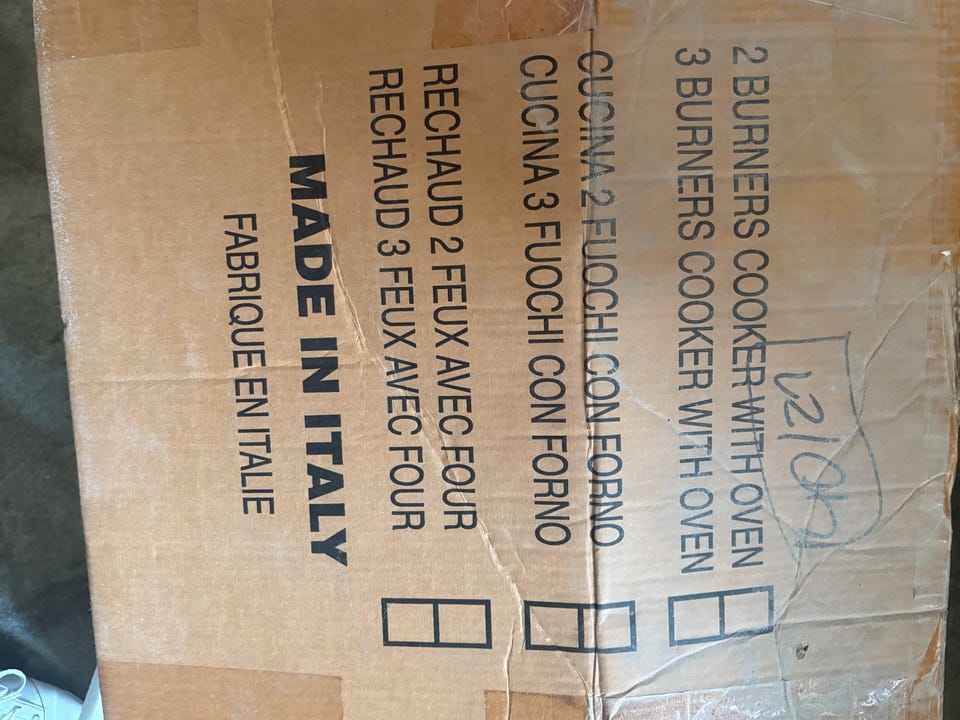 2 BURNERS COOKER WITH OVEN
3 BURNERS COOKER WITH OVEN
CUCINA 2 FUOCHI CON FORNO
CUCINA 3 FUOCHI CON FORNO
RECHAUD 2 FEUX AVEC FOUR
RECHAUD 3 FEUX AVEC FOUR
MADE IN ITALY
FABRIQUE EN ITALIE